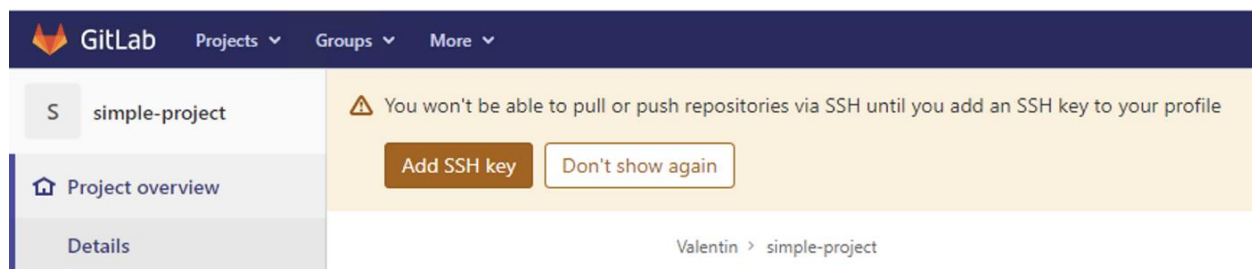 GitLab Projects Groups More
S simple-project
You won't be able to pull or push repositories via SSH until you add an SSH key to your profile
Add SSH key Don't show again
Project overview
Details
Valentin > simple-project